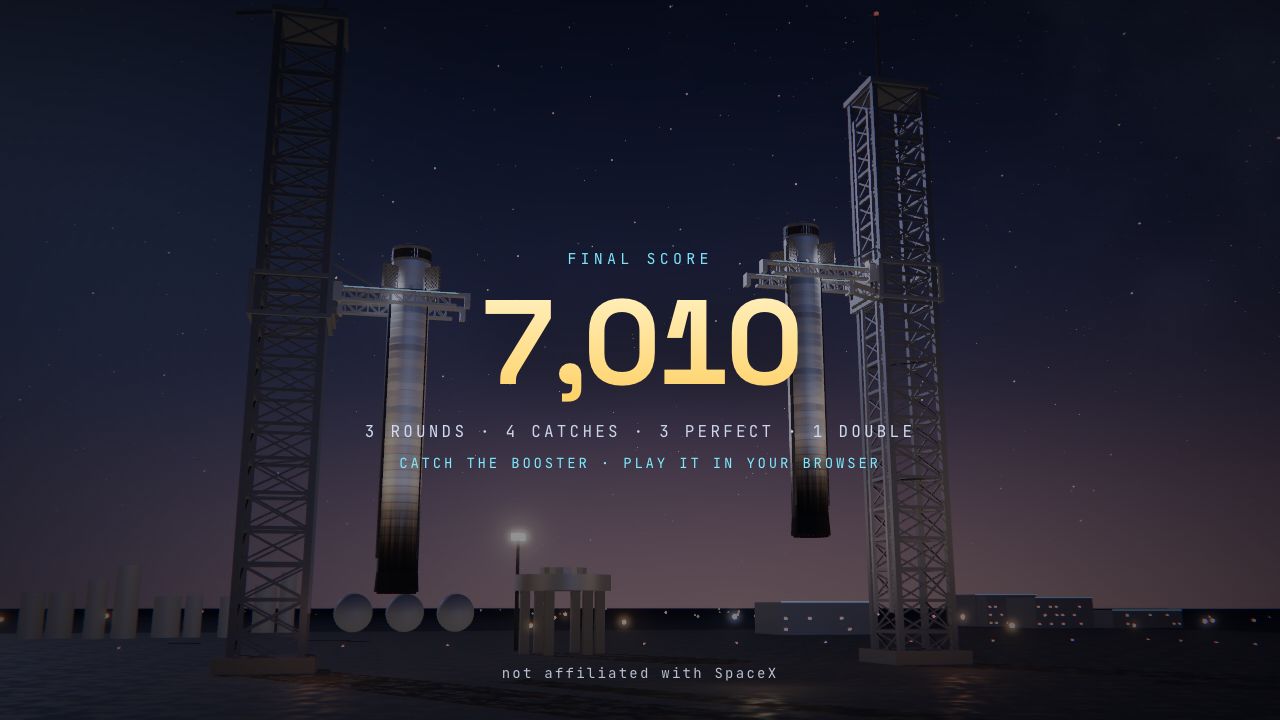 FINAL SCORE
7,010
3 ROUNDS · 4 CATCHES · 3 PERFECT · 1 DOUBLE
CATCH THE BOOSTER · PLAY IT IN YOUR BROWSER
not affiliated with SpaceX